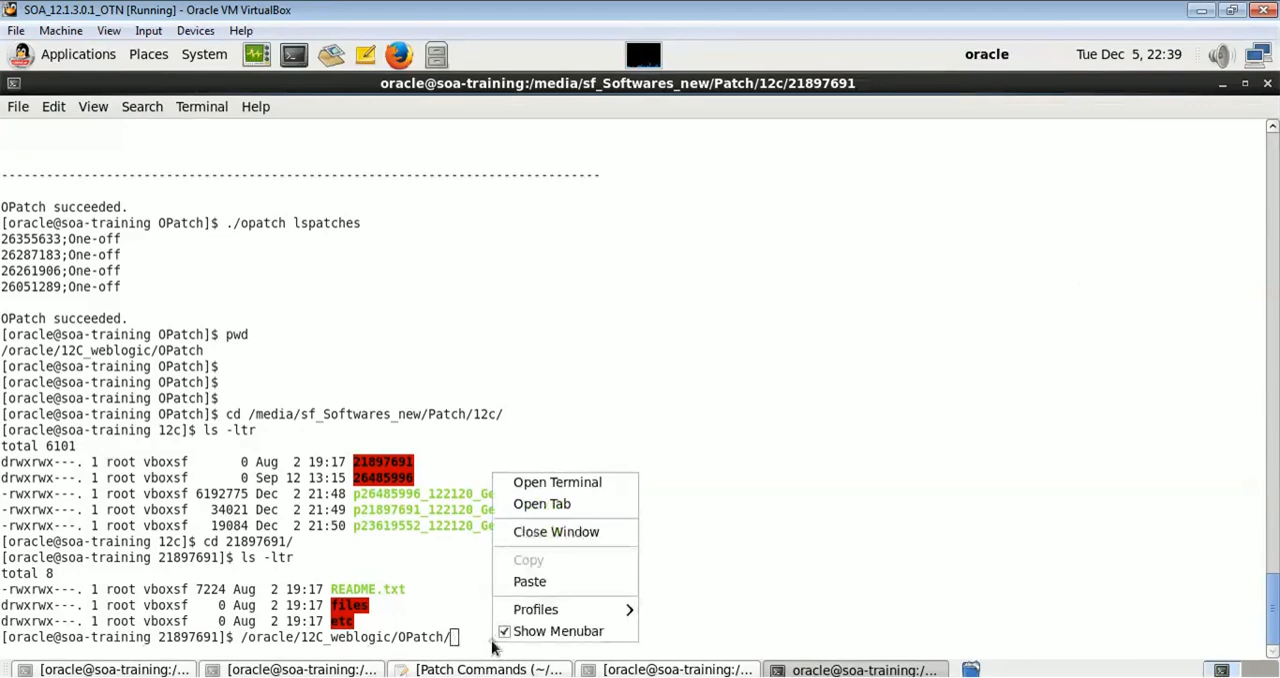 SOA_12.1.3.0.1_OTN [Running] - Oracle VM VirtualBox
File Machine View Input Devices Help
Applications Places System oracle Tue Dec 5, 22:39
oracle@soa-training:/media/sf_Softwares_new/Patch/12c/21897691
File Edit View Search Terminal Help
--------------------------------------------------------------------------------
OPatch succeeded.
[oracle@soa-training OPatch]$ ./opatch lspatches
26355633;One-off
26287183;One-off
26261906;One-off
26051289;One-off
OPatch succeeded.
[oracle@soa-training OPatch]$ pwd
/oracle/12C_weblogic/OPatch
[oracle@soa-training OPatch]$
[oracle@soa-training OPatch]$
[oracle@soa-training OPatch]$
[oracle@soa-training OPatch]$ cd /media/sf_Softwares_new/Patch/12c/
[oracle@soa-training 12c]$ ls -ltr
total 6101
drwxrwx---. 1 root vboxsf 0 Aug 2 19:17 21897691
drwxrwx---. 1 root vboxsf 0 Sep 12 13:15 26485996
-rwxrwx---. 1 root vboxsf 6192775 Dec 2 21:48 p26485996_122120_Ge
-rwxrwx---. 1 root vboxsf 34021 Dec 2 21:49 p21897691_122120_Ge
-rwxrwx---. 1 root vboxsf 19084 Dec 2 21:50 p23619552_122120_Ge
[oracle@soa-training 12c]$ cd 21897691/
[oracle@soa-training 21897691]$ ls -ltr
total 8
-rwxrwx---. 1 root vboxsf 7224 Aug 2 19:17 README.txt
drwxrwx---. 1 root vboxsf 0 Aug 2 19:17 files
drwxrwx---. 1 root vboxsf 0 Aug 2 19:17 etc
[oracle@soa-training 21897691]$ /oracle/12C_weblogic/OPatch/
Open Terminal
Open Tab
Close Window
Copy
Paste
Profiles
Show Menubar
[oracle@soa-training:/... [oracle@soa-training:/... [Patch Commands (~/... [oracle@soa-training:/... oracle@soa-training:/...